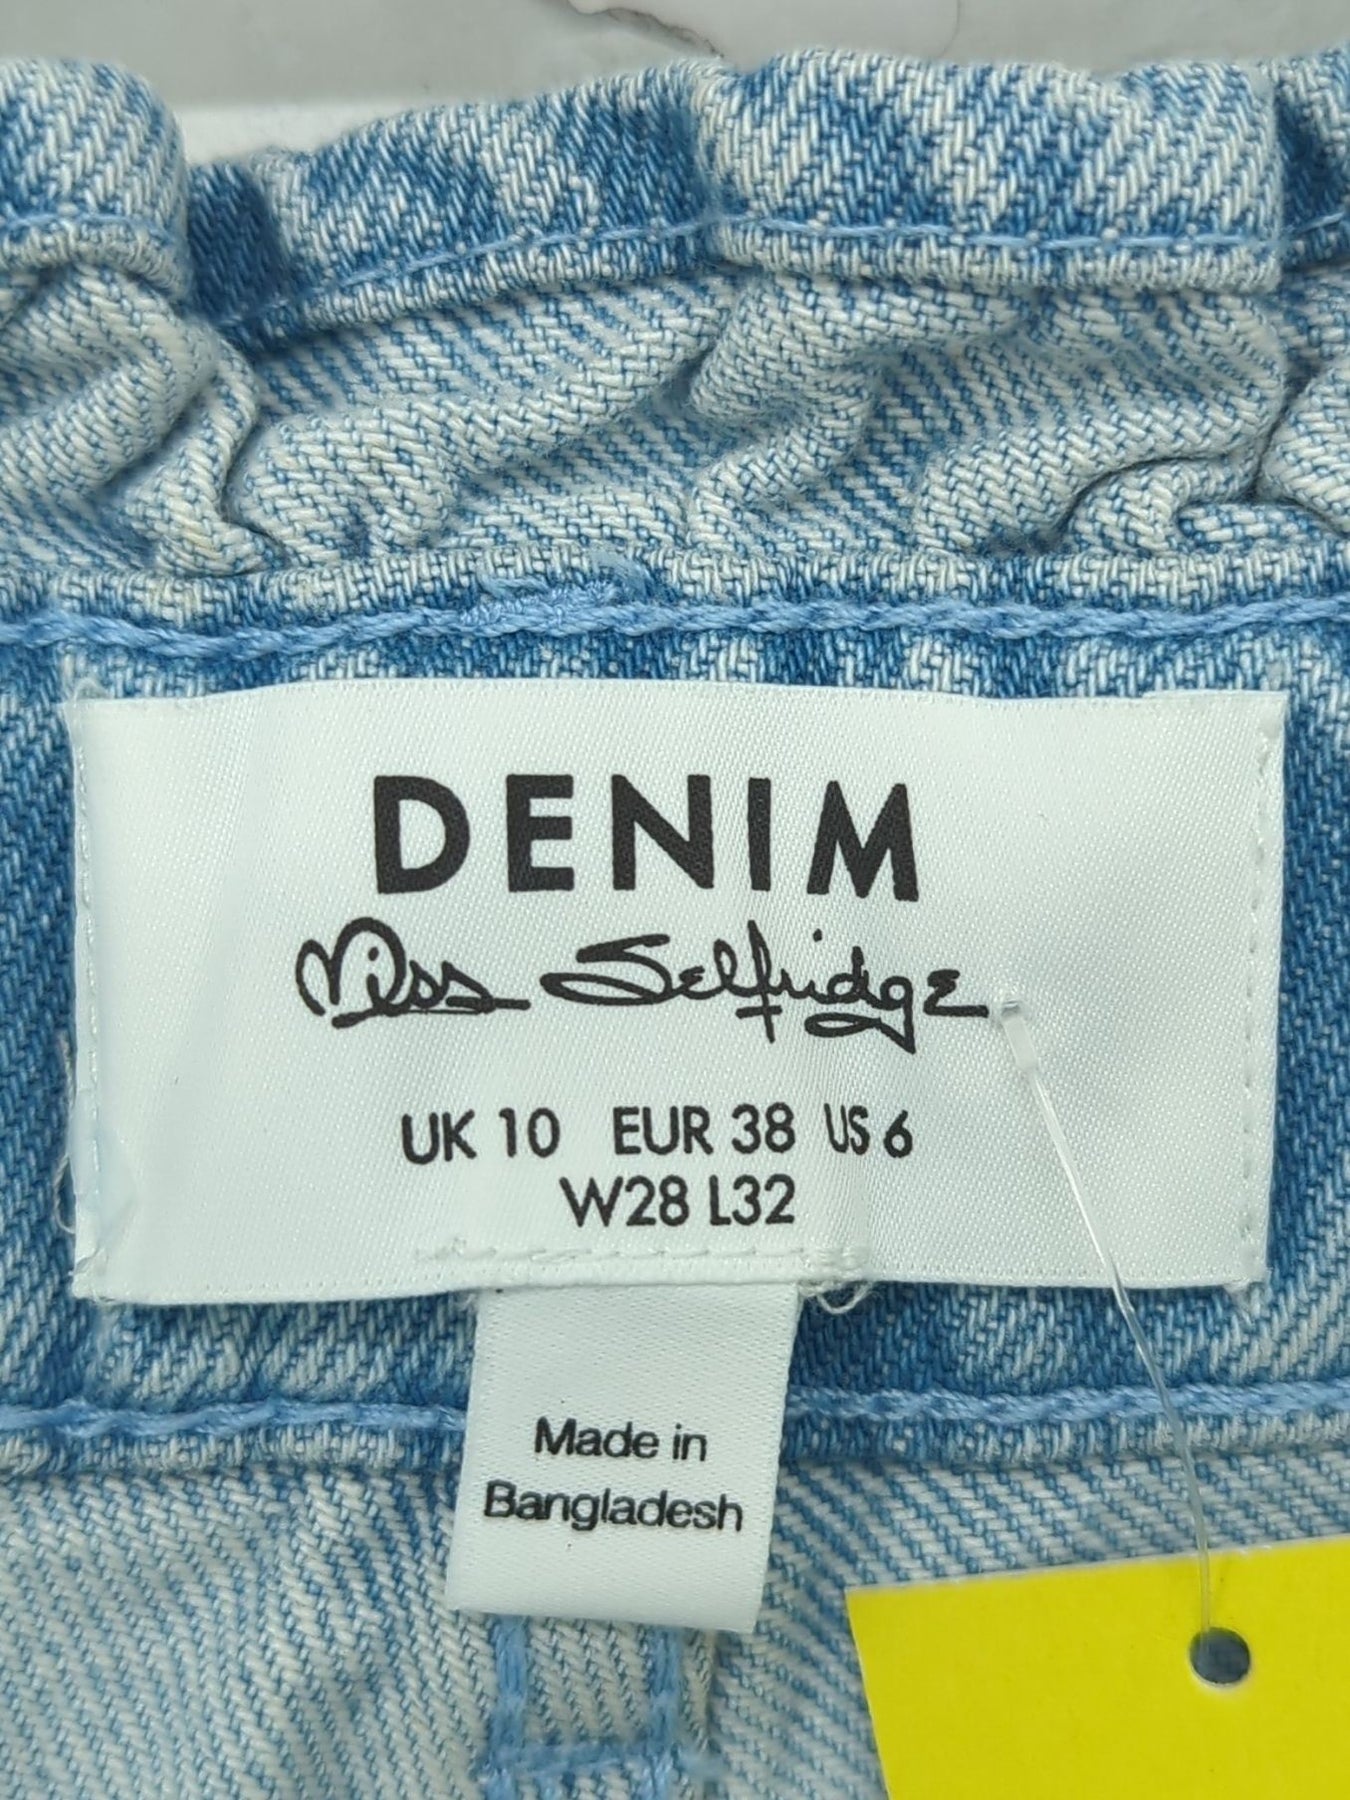 DENIM
Miss Selfridge
UK 10 EUR 38 US 6
W28 L32
Made in
Bangladesh